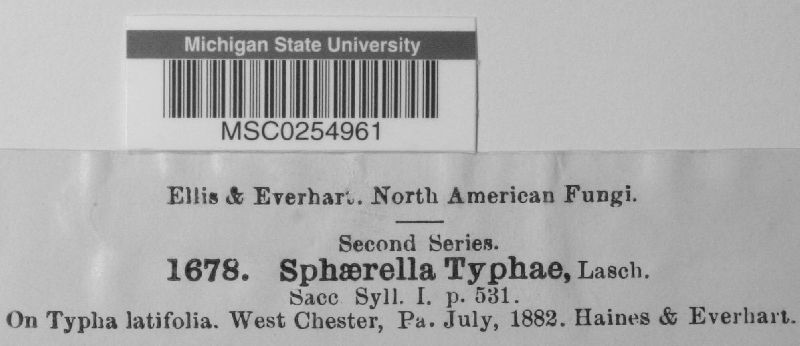 Michigan State University
MSC0254961
Ellis & Everhart. North American Fungi.
Second Series.
1678. Sphærella Typhae, Lasch.
Sacc Syll. I. p. 531.
On Typha latifolia. West Chester, Pa. July, 1882. Haines & Everhart.